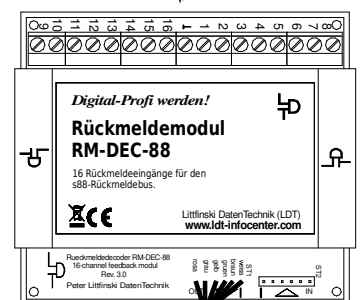 9 10 11 12 13 14 15 16 1 2 3 4 5 6 7 8
Digital-Profi werden!
Rückmeldemodul
RM-DEC-88
16 Rückmeldeeingänge für den
s88-Rückmeldebus.
CE
Littfinski DatenTechnik (LDT)
www.ldt-infocenter.com
Rueckmeldedecoder RM-DEC-88
16-channel feedback modul
Rev. 3.0
Peter Littfinski DatenTechnik
rosa
grau
gelb
gruen
braun
weiss
ST1
ST2
IN